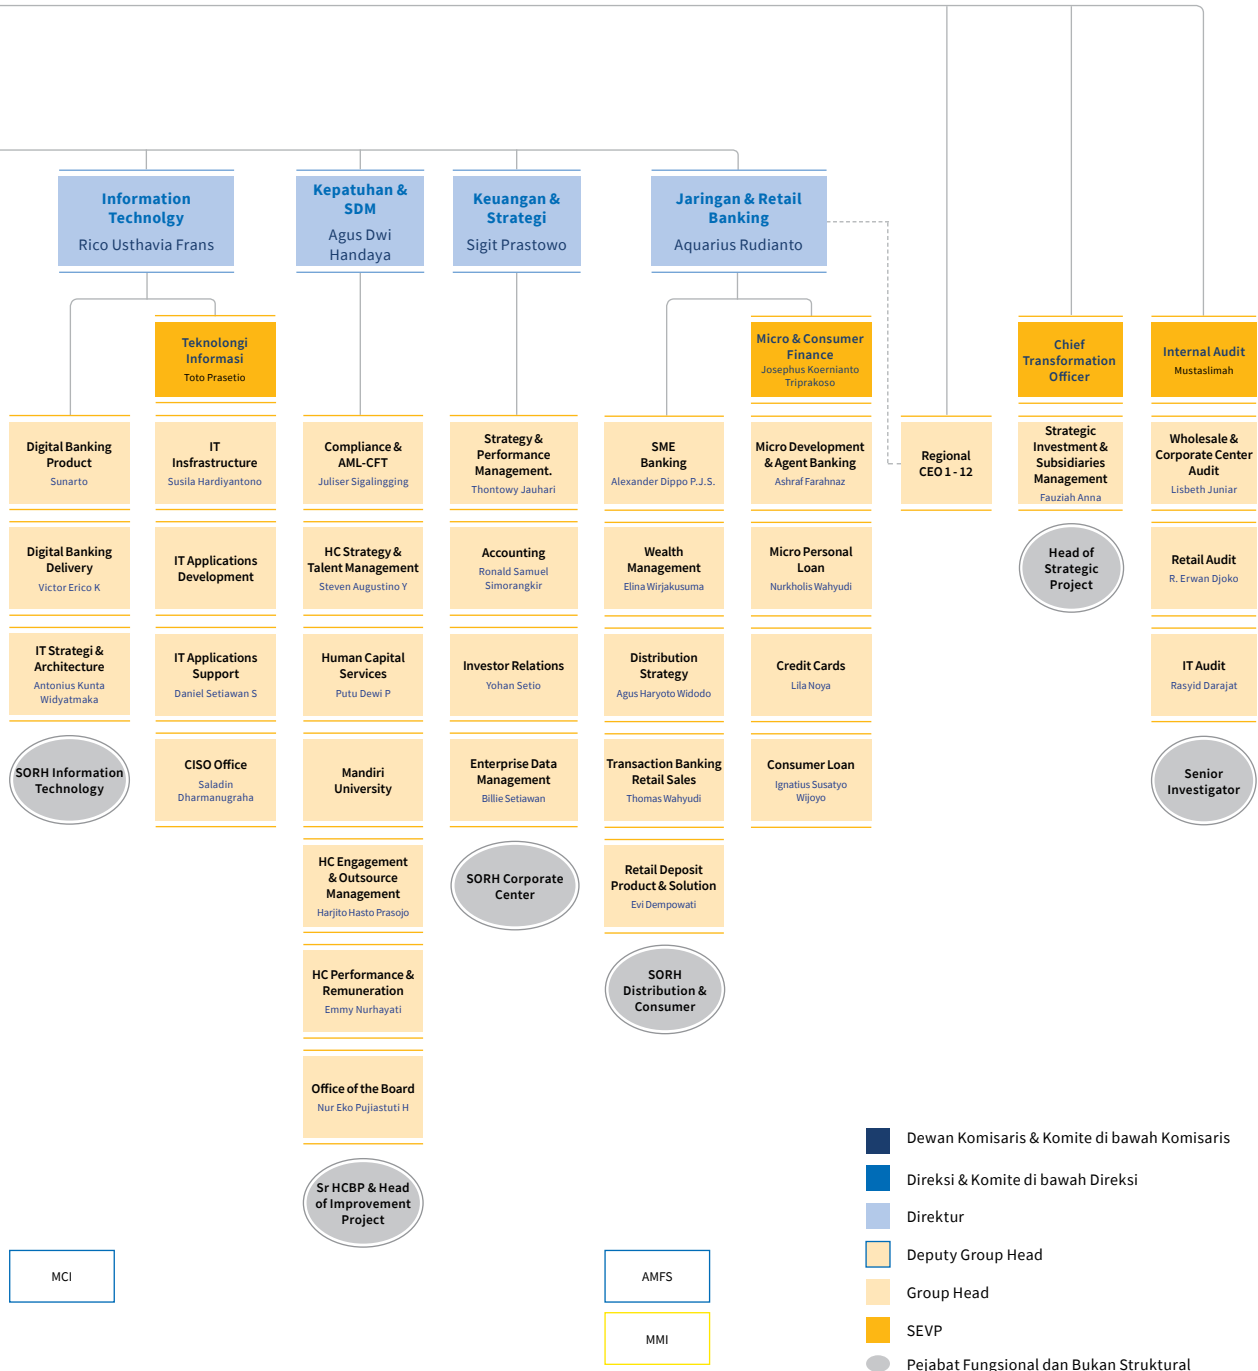 Information
Technolgy
Rico Usthavia Frans
Kepatuhan &
SDM
Agus Dwi
Handaya
Keuangan &
Strategi
Sigit Prastowo
Jaringan & Retail
Banking
Aquarius Rudianto
Teknolongi
Informasi
Toto Prasetio
Micro & Consumer
Finance
Josephus Koernianto
Triprakoso
Chief
Transformation
Officer
Internal Audit
Mustaslimah
Digital Banking
Product
Sunarto
IT
Insfrastructure
Susila Hardiyantono
Compliance &
AML-CFT
Juliser Sigalingging
Strategy &
Performance
Management.
Thontowy Jauhari
SME
Banking
Alexander Dippo P.J.S.
Micro Development
& Agent Banking
Ashraf Farahnaz
Regional
CEO 1 - 12
Strategic
Investment &
Subsidiaries
Management
Fauziah Anna
Wholesale &
Corporate Center
Audit
Lisbeth Juniar
Digital Banking
Delivery
Victor Erico K
IT Applications
Development
HC Strategy &
Talent Management
Steven Augustino Y
Accounting
Ronald Samuel
Simorangkir
Wealth
Management
Elina Wirjakusuma
Micro Personal
Loan
Nurkholis Wahyudi
Head of
Strategic
Project
Retail Audit
R. Erwan Djoko
IT Strategi &
Architecture
Antonius Kunta
Widyatmaka
IT Applications
Support
Daniel Setiawan S
Human Capital
Services
Putu Dewi P
Investor Relations
Yohan Setio
Distribution
Strategy
Agus Haryoto Widodo
Credit Cards
Lila Noya
IT Audit
Rasyid Darajat
SORH Information
Technology
CISO Office
Saladin
Dharmanugraha
Mandiri
University
Enterprise Data
Management
Billie Setiawan
Transaction Banking
Retail Sales
Thomas Wahyudi
Consumer Loan
Ignatius Susatyo
Wijoyo
Senior
Investigator
HC Engagement
& Outsource
Management
Harjito Hasto Prasojo
SORH Corporate
Center
Retail Deposit
Product & Solution
Evi Dempowati
HC Performance &
Remuneration
Emmy Nurhayati
SORH
Distribution &
Consumer
Office of the Board
Nur Eko Pujiastuti H
Sr HCBP & Head
of Improvement
Project
MCI
AMFS
MMI
Dewan Komisaris & Komite di bawah Komisaris
Direksi & Komite di bawah Direksi
Direktur
Deputy Group Head
Group Head
SEVP
Pejabat Fungsional dan Bukan Struktural